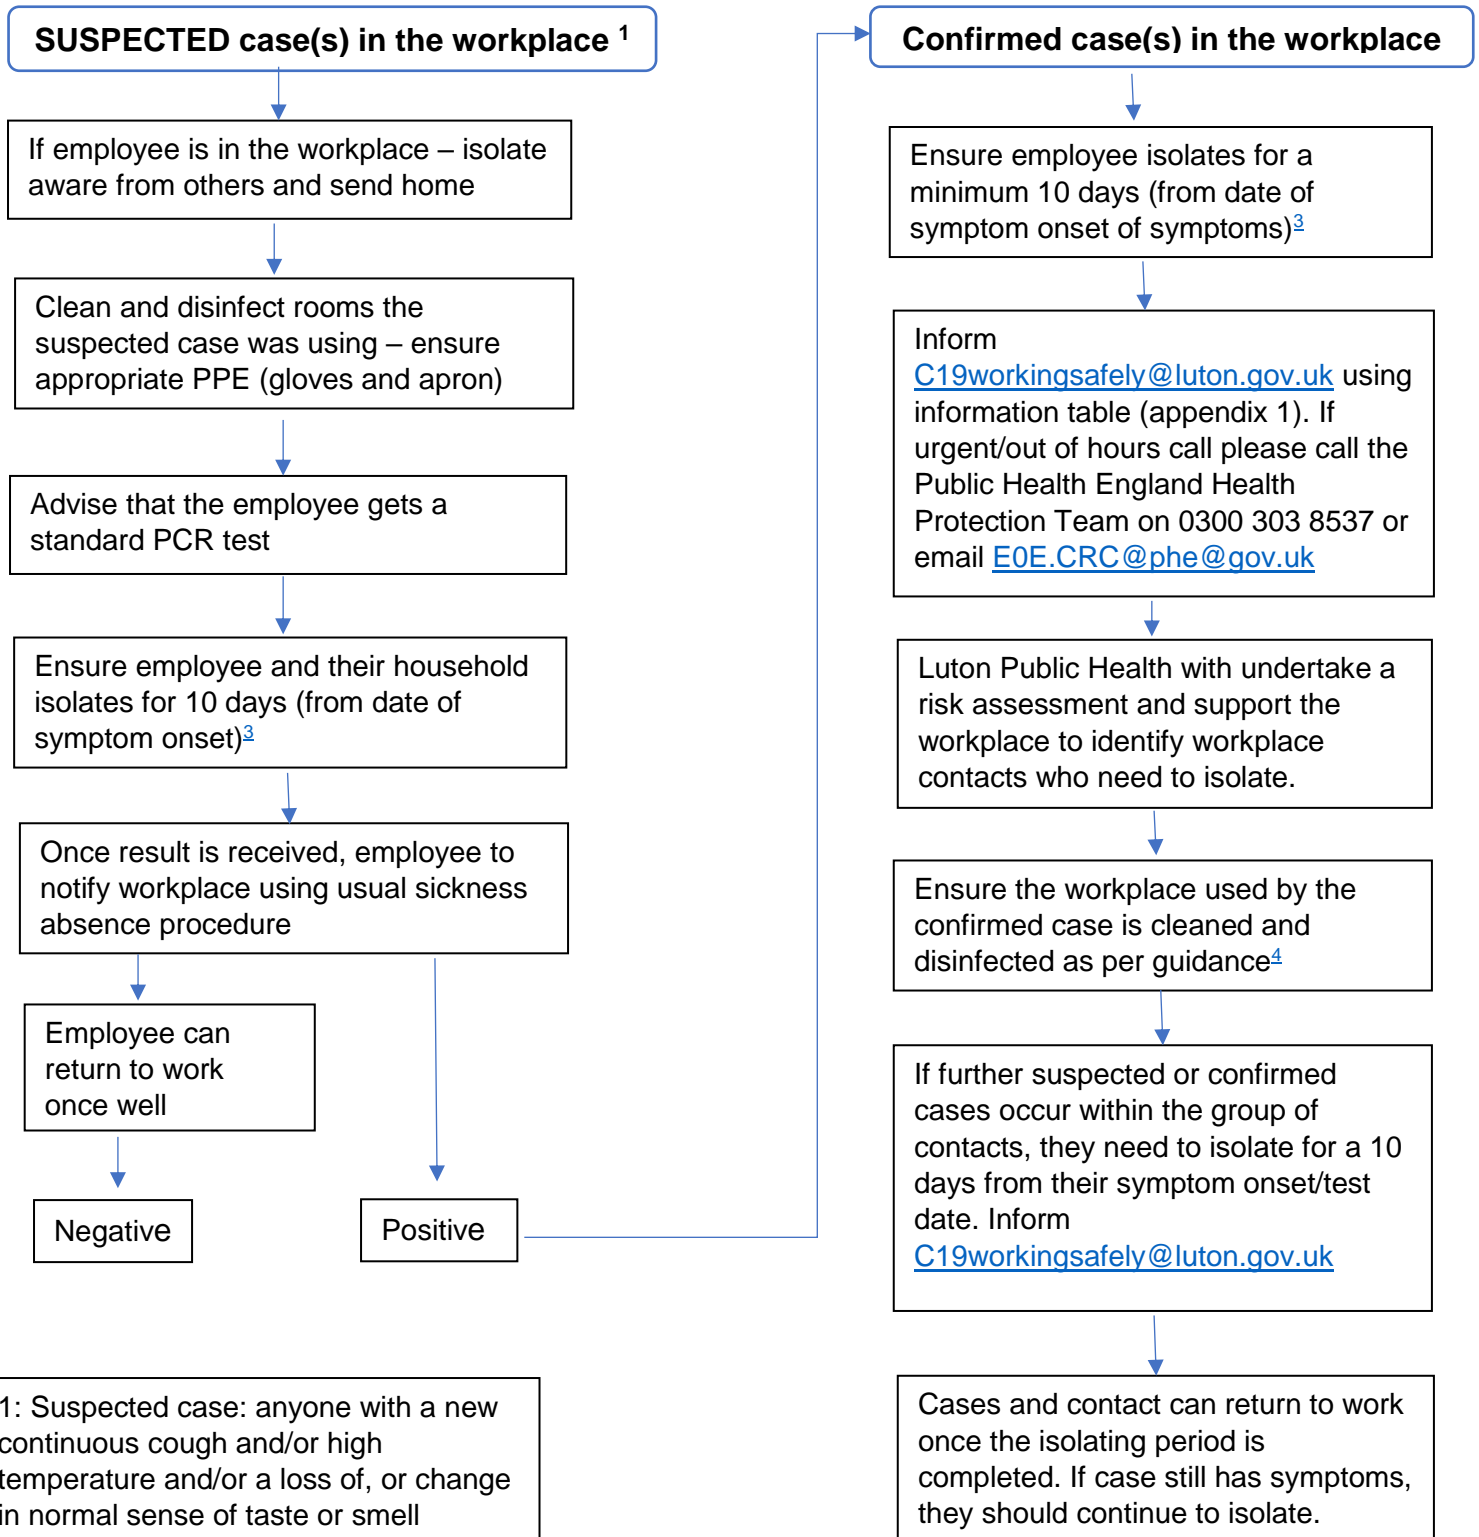 SUSPECTED case(s) in the workplace 1
If employee is in the workplace – isolate
aware from others and send home
Clean and disinfect rooms the
suspected case was using – ensure
appropriate PPE (gloves and apron)
Advise that the employee gets a
standard PCR test
Ensure employee and their household
isolates for 10 days (from date of
symptom onset)3
Once result is received, employee to
notify workplace using usual sickness
absence procedure
Employee can
return to work
once well
Negative
Positive
1: Suspected case: anyone with a new
continuous cough and/or high
temperature and/or a loss of, or change
in normal sense of taste or smell
Confirmed case(s) in the workplace
Ensure employee isolates for a
minimum 10 days (from date of
symptom onset of symptoms)3
Inform
C19workingsafely@luton.gov.uk using
information table (appendix 1). If
urgent/out of hours call please call the
Public Health England Health
Protection Team on 0300 303 8537 or
email E0E.CRC@phe@gov.uk
Luton Public Health with undertake a
risk assessment and support the
workplace to identify workplace
contacts who need to isolate.
Ensure the workplace used by the
confirmed case is cleaned and
disinfected as per guidance4
If further suspected or confirmed
cases occur within the group of
contacts, they need to isolate for a 10
days from their symptom onset/test
date. Inform
C19workingsafely@luton.gov.uk
Cases and contact can return to work
once the isolating period is
completed. If case still has symptoms,
they should continue to isolate.